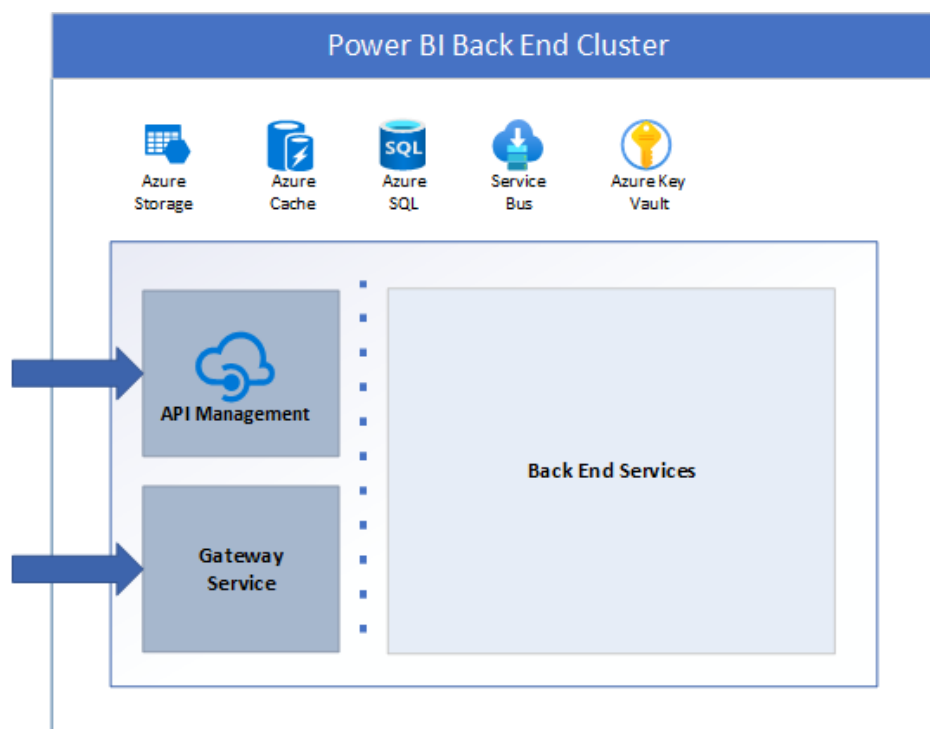 Power BI Back End Cluster
SQL
Azure
Storage
Azure
Cache
Azure
SQL
Service
Bus
Azure Key
Vault
API Management
Back End Services
Gateway
Service